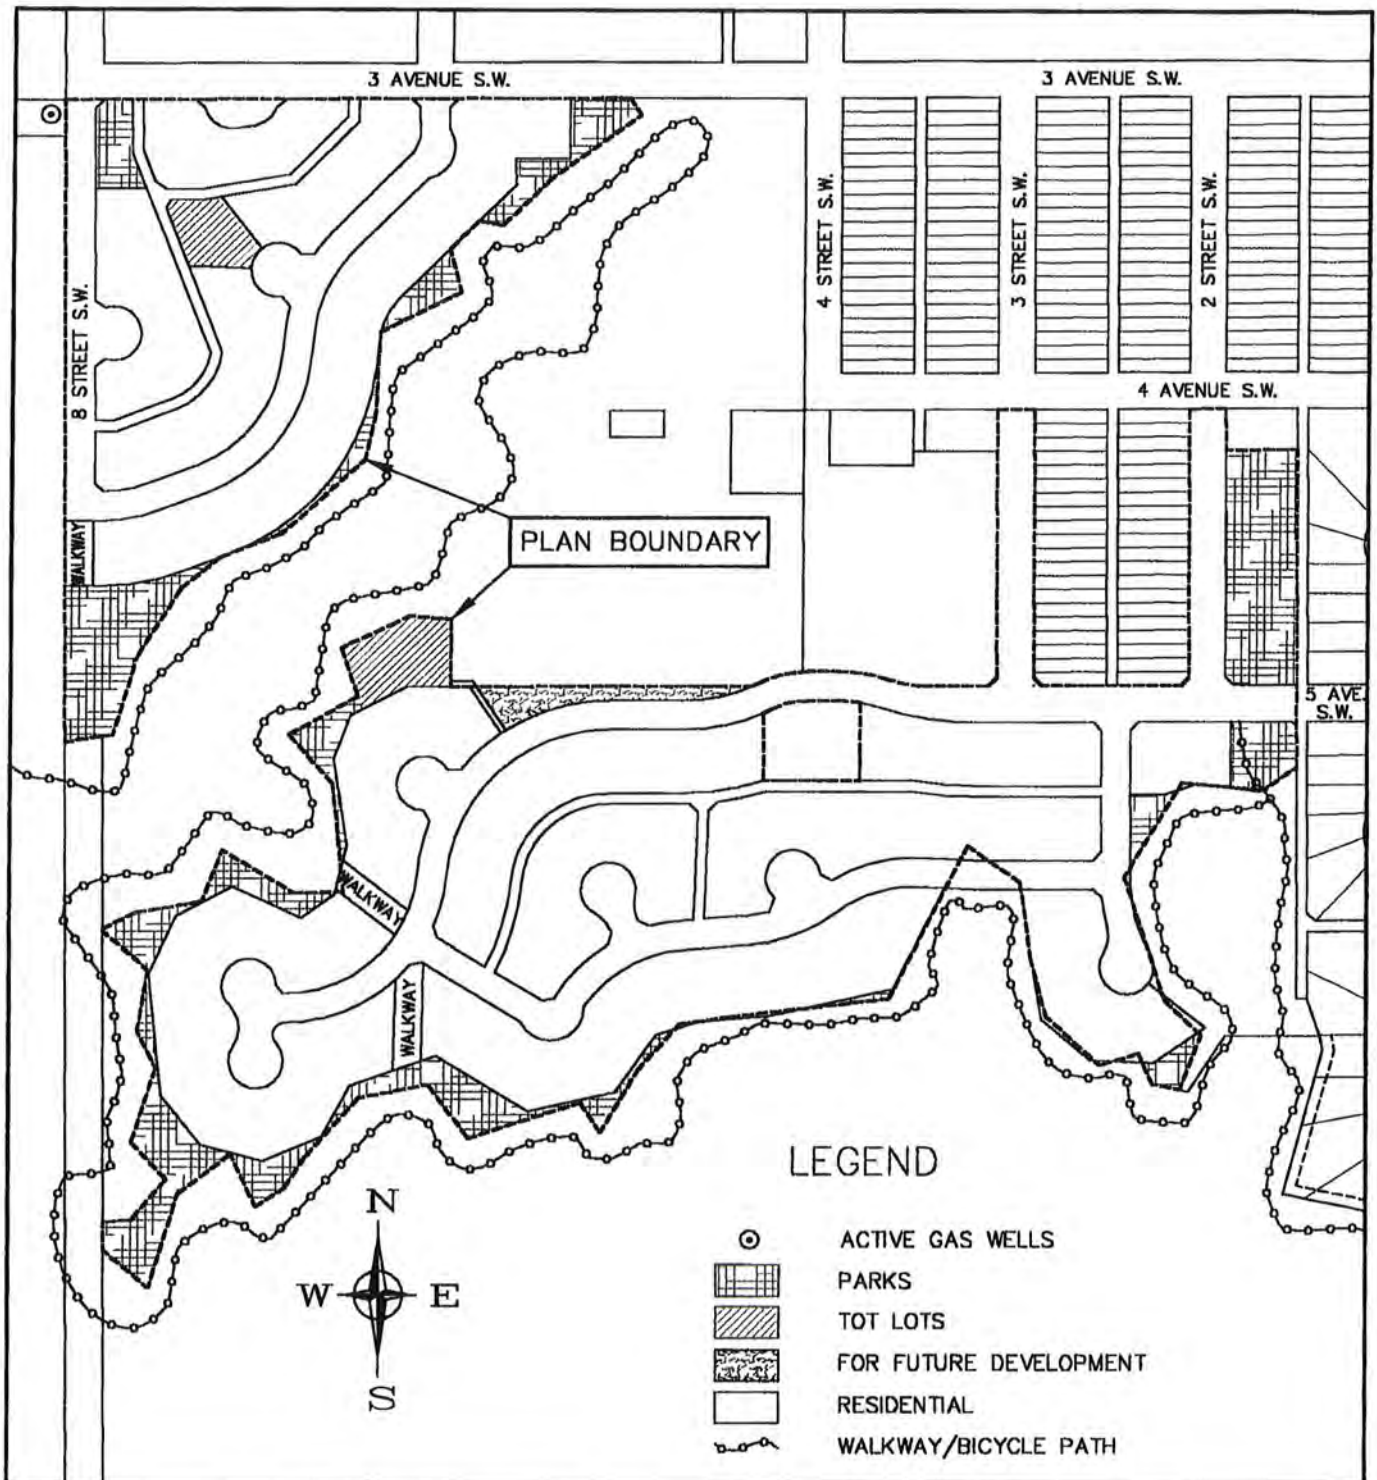 3 AVENUE S.W.
3 AVENUE S.W.
4 STREET S.W.
3 STREET S.W.
2 STREET S.W.
8 STREET S.W.
4 AVENUE S.W.
WALKWAY
PLAN BOUNDARY
5 AVE.
S.W.
WALKWAY
WALKWAY
LEGEND
N
W
E
S
ACTIVE GAS WELLS
PARKS
TOT LOTS
FOR FUTURE DEVELOPMENT
RESIDENTIAL
WALKWAY/BICYCLE PATH